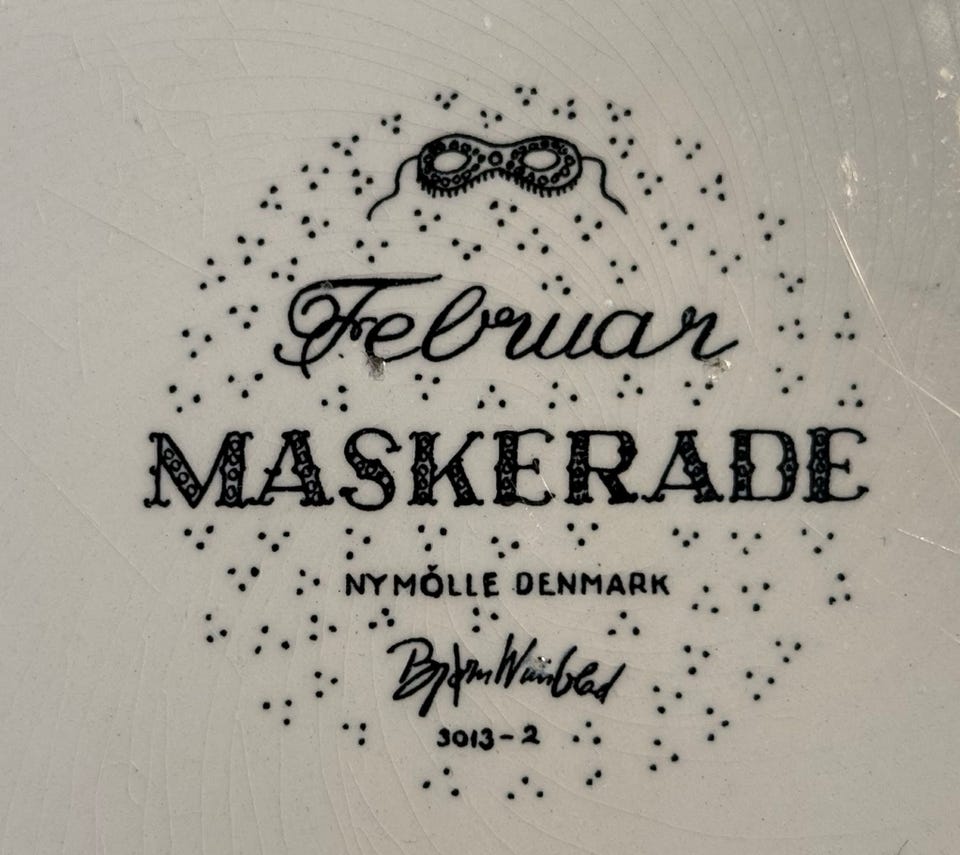 Februar
MASKERADE
NYMÖLLE DENMARK
Bjørn Wiinblad
3013-2